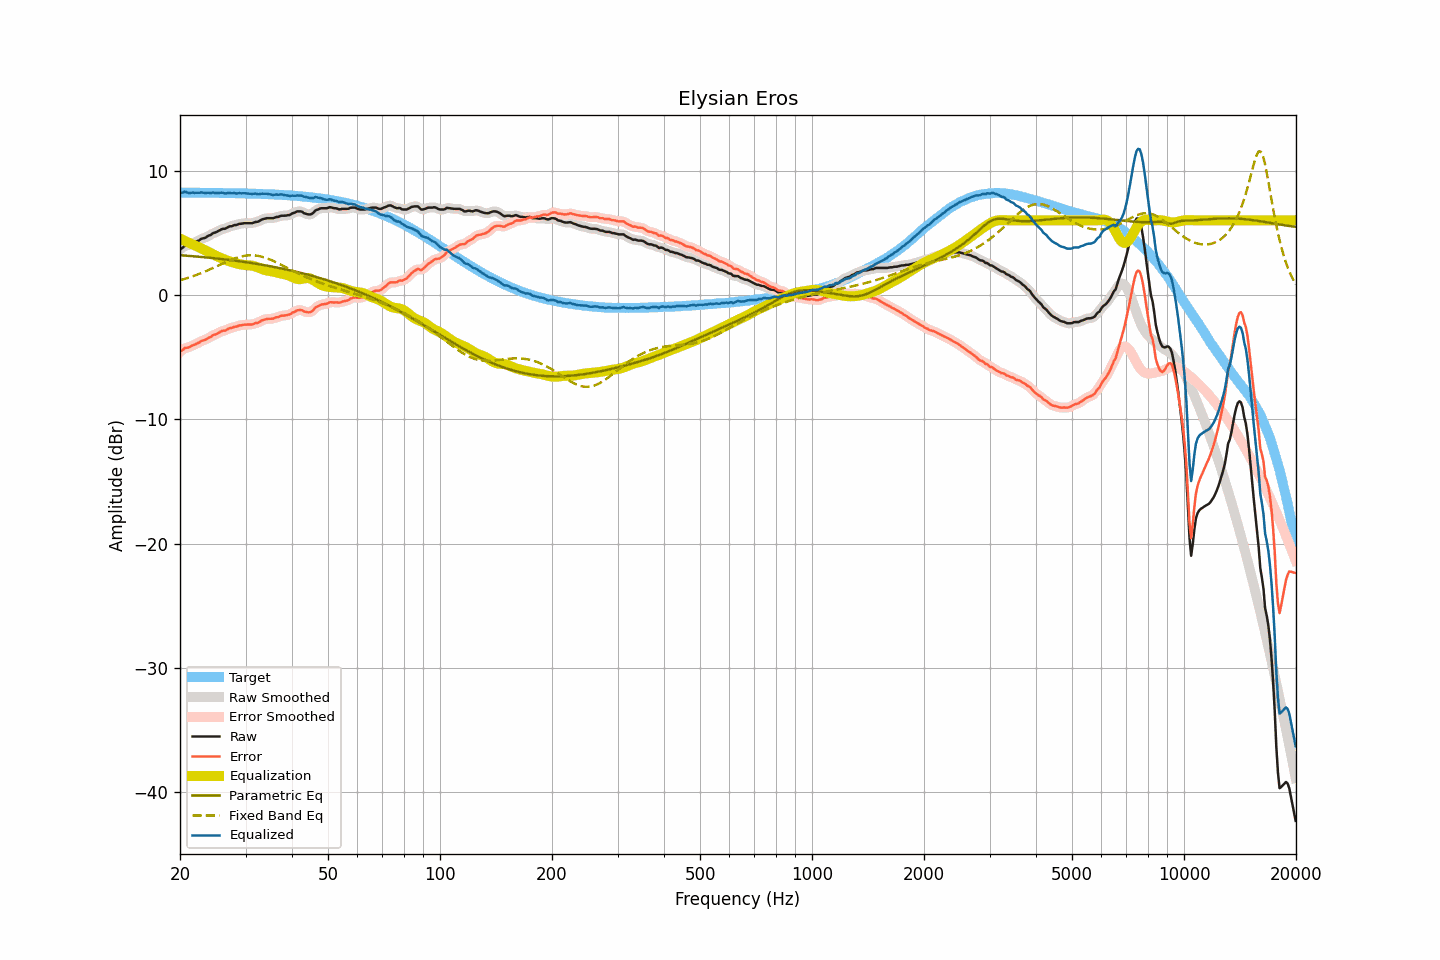 Elysian Eros
Amplitude (dBr)
10
0
−10
−20
−30
−40
Target
Raw Smoothed
Error Smoothed
Raw
Error
Equalization
Parametric Eq
Fixed Band Eq
Equalized
20 50 100 200 500 1000 2000 5000 10000 20000
Frequency (Hz)